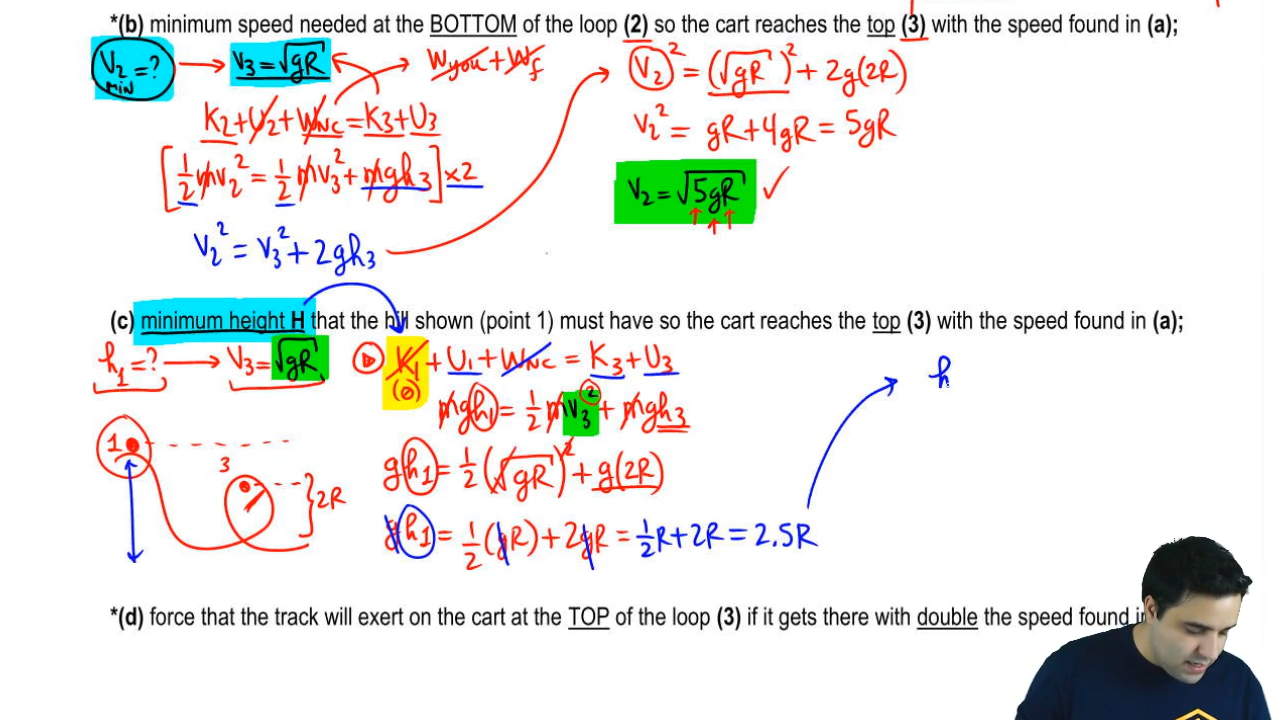 *(b) minimum speed needed at the BOTTOM of the loop (2) so the cart reaches the top (3) with the speed found in (a);
V₂ min = ? → V₃ = √gR
W_you + W_f
K₂ + U₂ + W_NC = K₃ + U₃
[½ mv₂² = ½ mv₃² + mgh₃] ×2
V₂² = V₃² + 2gh₃
V₂² = (√gR)² + 2g(2R)
V₂² = gR + 4gR = 5gR
V₂ = √5gR ✓
(c) minimum height H that the hill shown (point 1) must have so the cart reaches the top (3) with the speed found in (a);
h₁ = ? → V₃ = √gR
K₁ + U₁ + W_NC = K₃ + U₃
(0)
mgh₁ = ½ mv₃² + mgh₃
gh₁ = ½ (√gR)² + g(2R)
gh₁ = ½ (gR) + 2gR = ½R + 2R = 2.5R
h
1
3
2R
*(d) force that the track will exert on the cart at the TOP of the loop (3) if it gets there with double the speed found